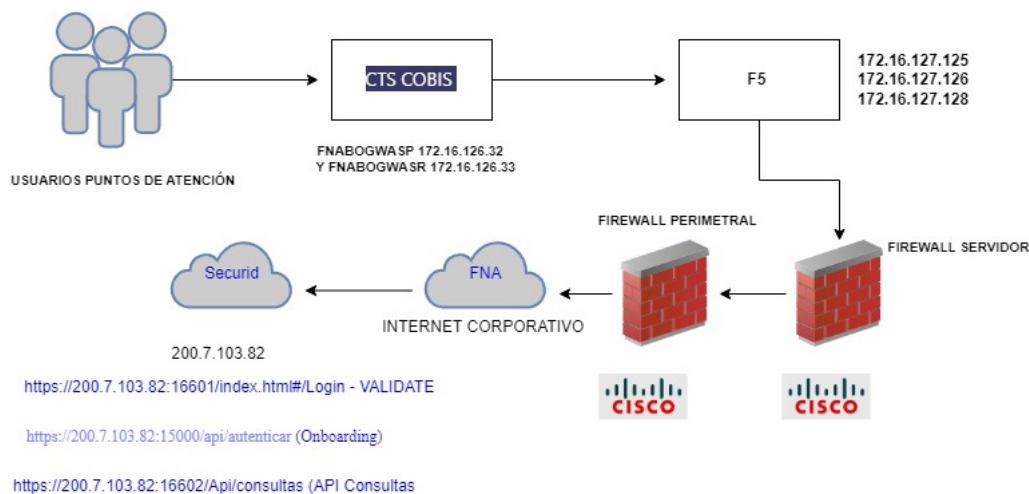 CTS COBIS
F5
172.16.127.125
172.16.127.126
172.16.127.128
FNABOGWASP 172.16.126.32
Y FNABOGWASR 172.16.126.33
USUARIOS PUNTOS DE ATENCIÓN
FIREWALL PERIMETRAL
FIREWALL SERVIDOR
Securid
FNA
INTERNET CORPORATIVO
200.7.103.82
https://200.7.103.82:16601/index.html#/Login - VALIDATE
CISCO
CISCO
https://200.7.103.82:15000/api/autenticar (Onboarding)
https://200.7.103.82:16602/Api/consultas (API Consultas